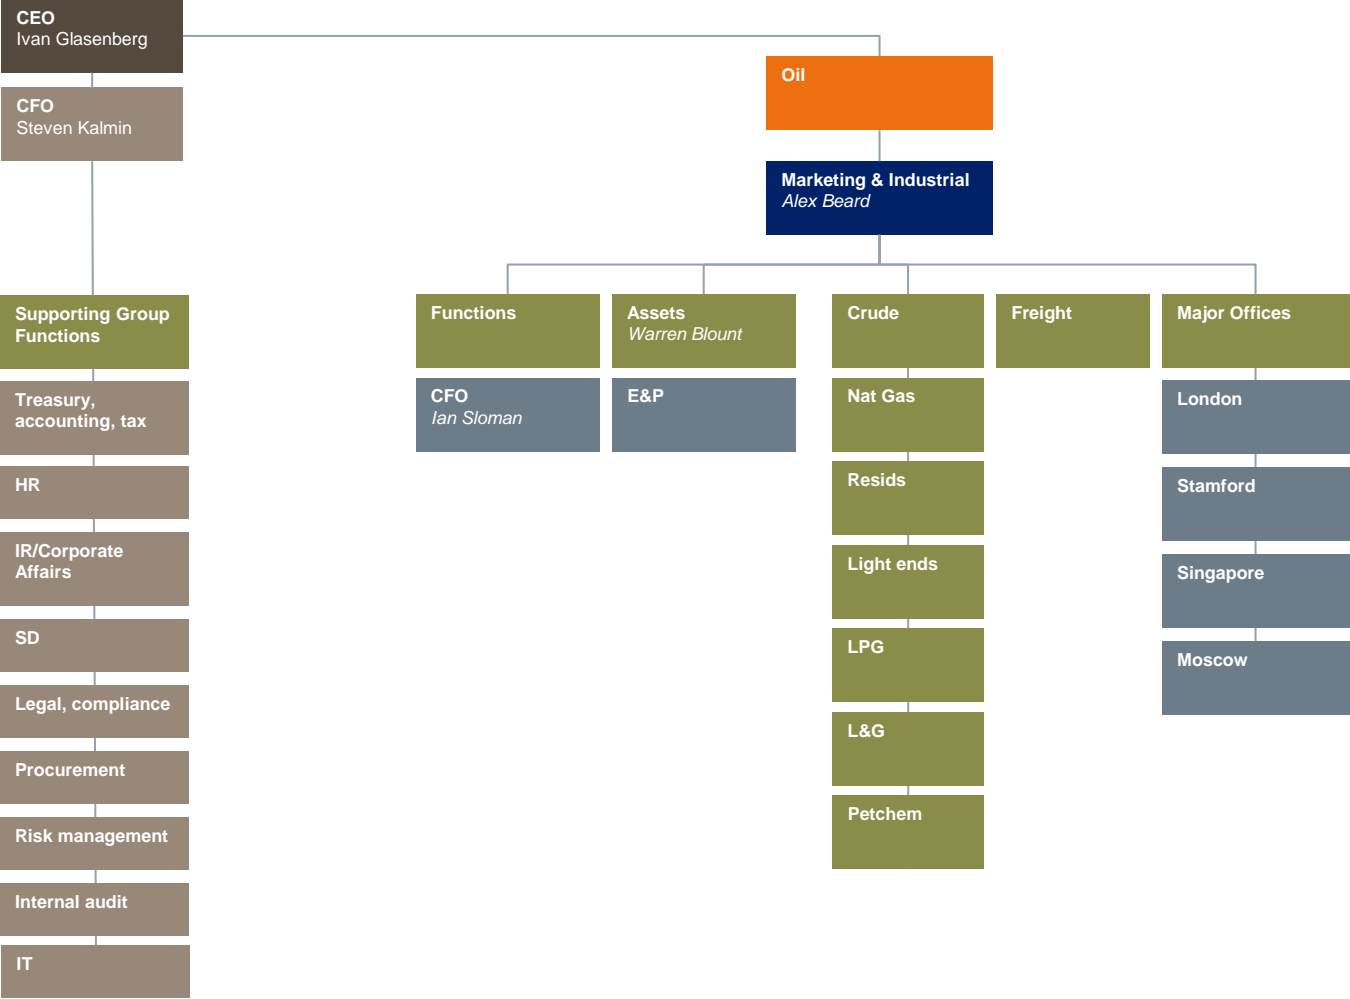 CEO
Ivan Glasenberg
CFO
Steven Kalmin
Oil
Marketing & Industrial
Alex Beard
Supporting Group
Functions
Treasury,
accounting, tax
HR
IR/Corporate
Affairs
SD
Legal, compliance
Procurement
Risk management
Internal audit
IT
Functions
CFO
Ian Sloman
Assets
Warren Blount
E&P
Crude
Nat Gas
Resids
Light ends
LPG
L&G
Petchem
Freight
Major Offices
London
Stamford
Singapore
Moscow